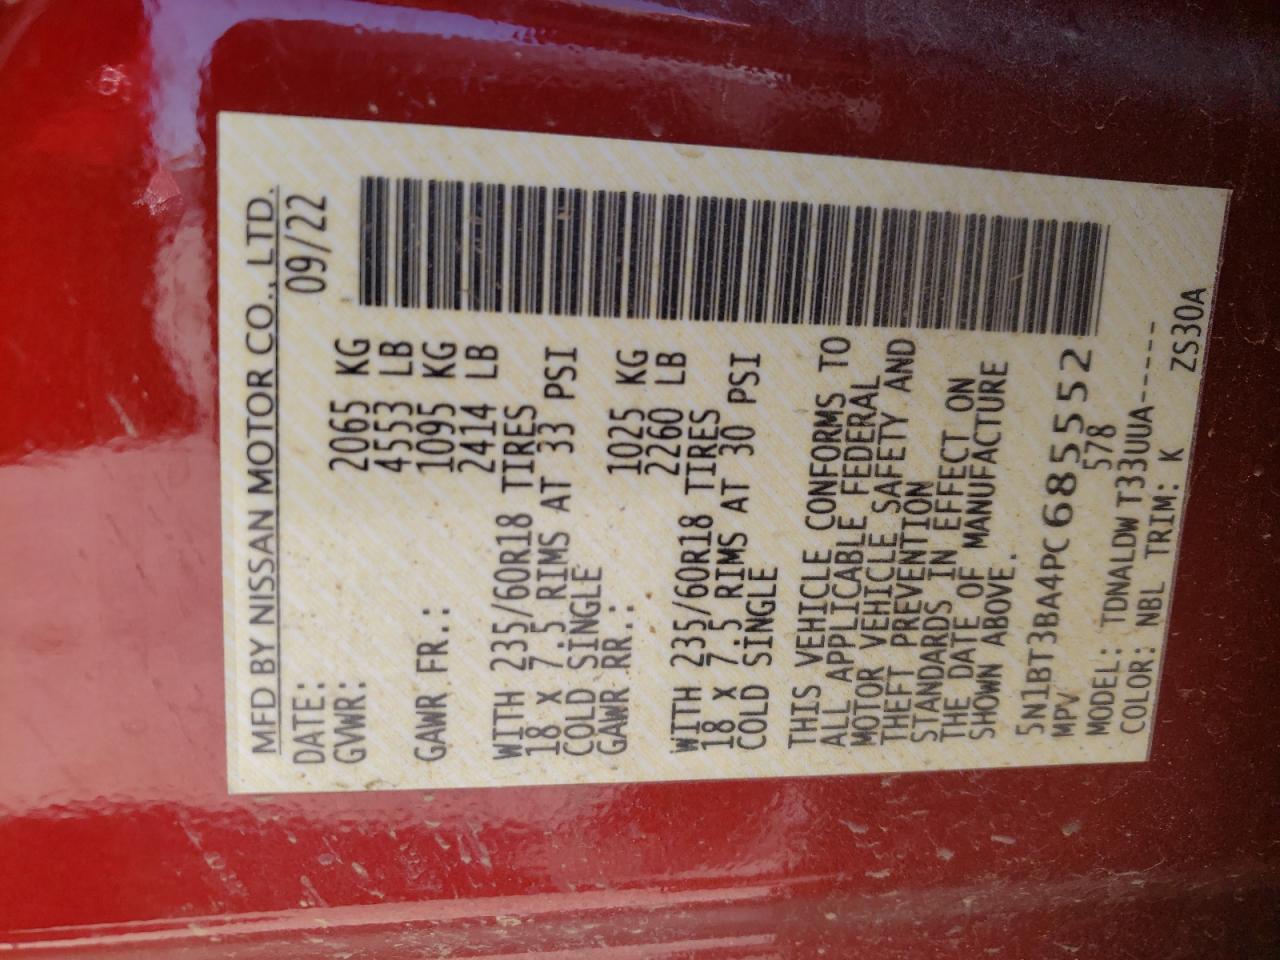 MFD BY NISSAN MOTOR CO., LTD.
DATE: 09/22
GVWR: 2065 KG
4553 LB
GAWR FR.: 1095 KG
2414 LB
WITH 235/60R18 TIRES
18 X 7.5 RIMS AT 33 PSI
COLD SINGLE
GAWR RR.: 1025 KG
2260 LB
WITH 235/60R18 TIRES
18 X 7.5 RIMS AT 30 PSI
COLD SINGLE
THIS VEHICLE CONFORMS TO
ALL APPLICABLE FEDERAL
MOTOR VEHICLE SAFETY AND
THEFT PREVENTION
STANDARDS IN EFFECT ON
THE DATE OF MANUFACTURE
SHOWN ABOVE.
5N1BT3BA4PC685552
MPV 578
MODEL: TDNALDW T33UUA-----
COLOR: NBL TRIM: K ZS30A